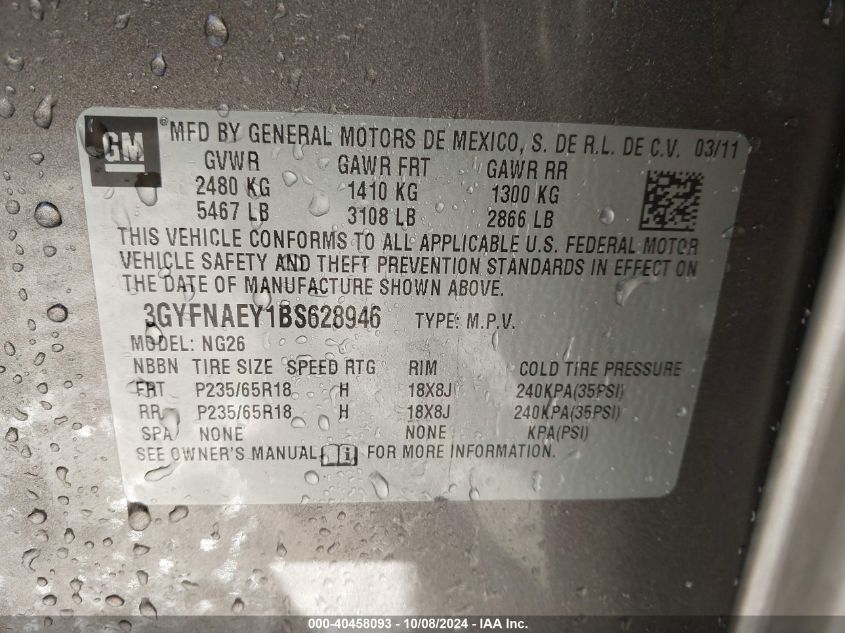 GM
MFD BY GENERAL MOTORS DE MEXICO, S. DE R.L. DE C.V. 03/11
GVWR GAWR FRT GAWR RR
2480 KG 1410 KG 1300 KG
5467 LB 3108 LB 2866 LB
THIS VEHICLE CONFORMS TO ALL APPLICABLE U.S. FEDERAL MOTOR
VEHICLE SAFETY AND THEFT PREVENTION STANDARDS IN EFFECT ON
THE DATE OF MANUFACTURE SHOWN ABOVE.
3GYFNAEY1BS628946 TYPE: M.P.V.
MODEL: NG26
NBBN TIRE SIZE SPEED RTG RIM COLD TIRE PRESSURE
FRT P235/65R18 H 18X8J 240KPA(35PSI)
RR P235/65R18 H 18X8J 240KPA(35PSI)
SPA NONE NONE KPA(PSI)
SEE OWNER'S MANUAL FOR MORE INFORMATION.
000-40458093 - 10/08/2024 - IAA Inc.